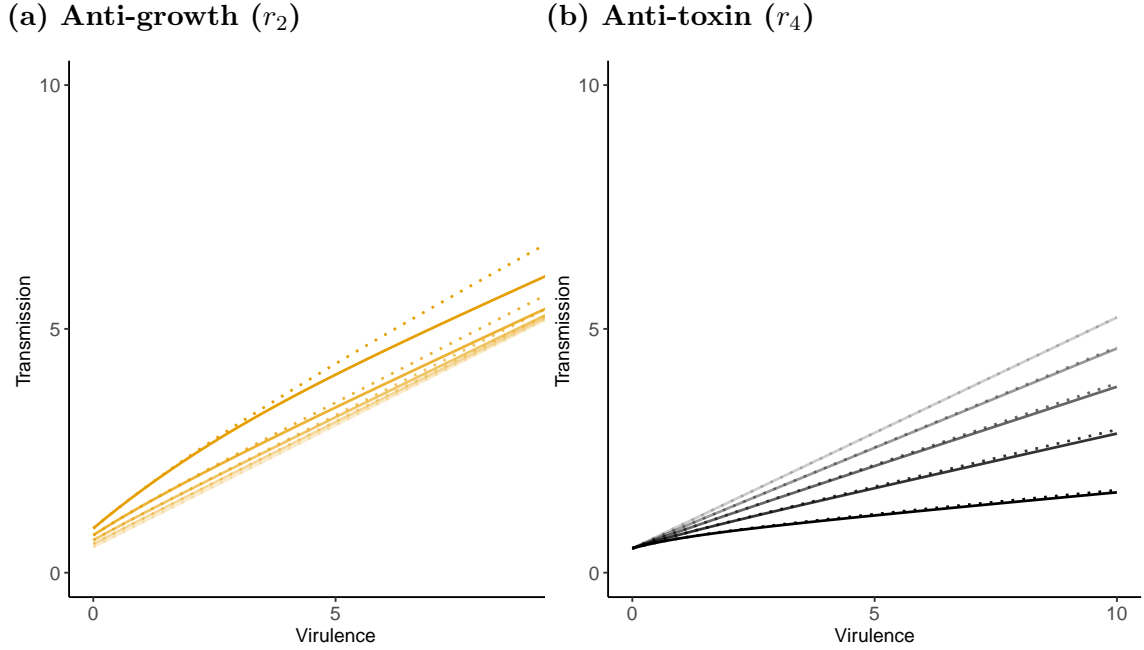 (a) Anti-growth (r₂)
10
5
0
Transmission
0
5
Virulence
(b) Anti-toxin (r₄)
10
5
0
Transmission
0
5
10
Virulence